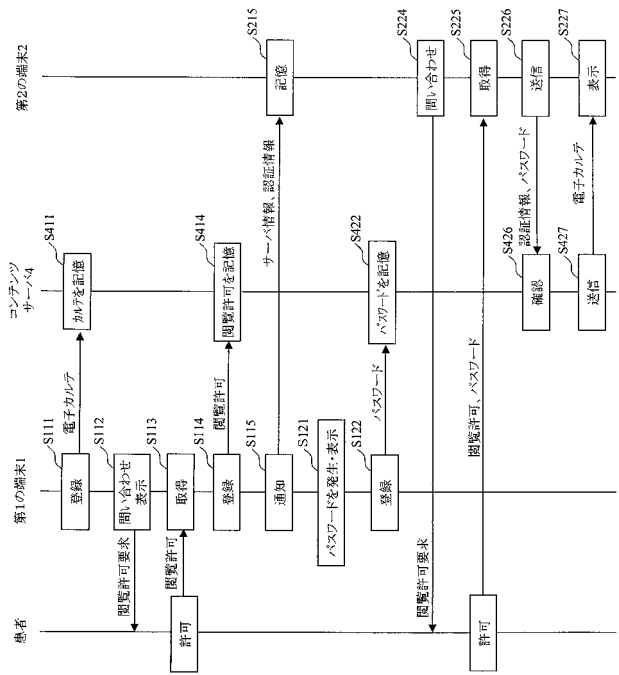 患者
第1の端末1
コンテンツ
サーバ4
第2の端末2
S111
登録
電子カルテ
S411
カルテを記憶
S112
問い合わせ
表示
閲覧許可要求
許可
閲覧許可
S113
取得
S114
登録
閲覧許可
S414
閲覧許可を記憶
S115
通知
サーバ情報、認証情報
S215
記憶
S121
パスワードを発生・表示
S122
登録
パスワード
S422
パスワードを記憶
S224
問い合わせ
閲覧許可要求
許可
閲覧許可、パスワード
S225
取得
S226
送信
認証情報、パスワード
S426
確認
S427
送信
電子カルテ
S227
表示